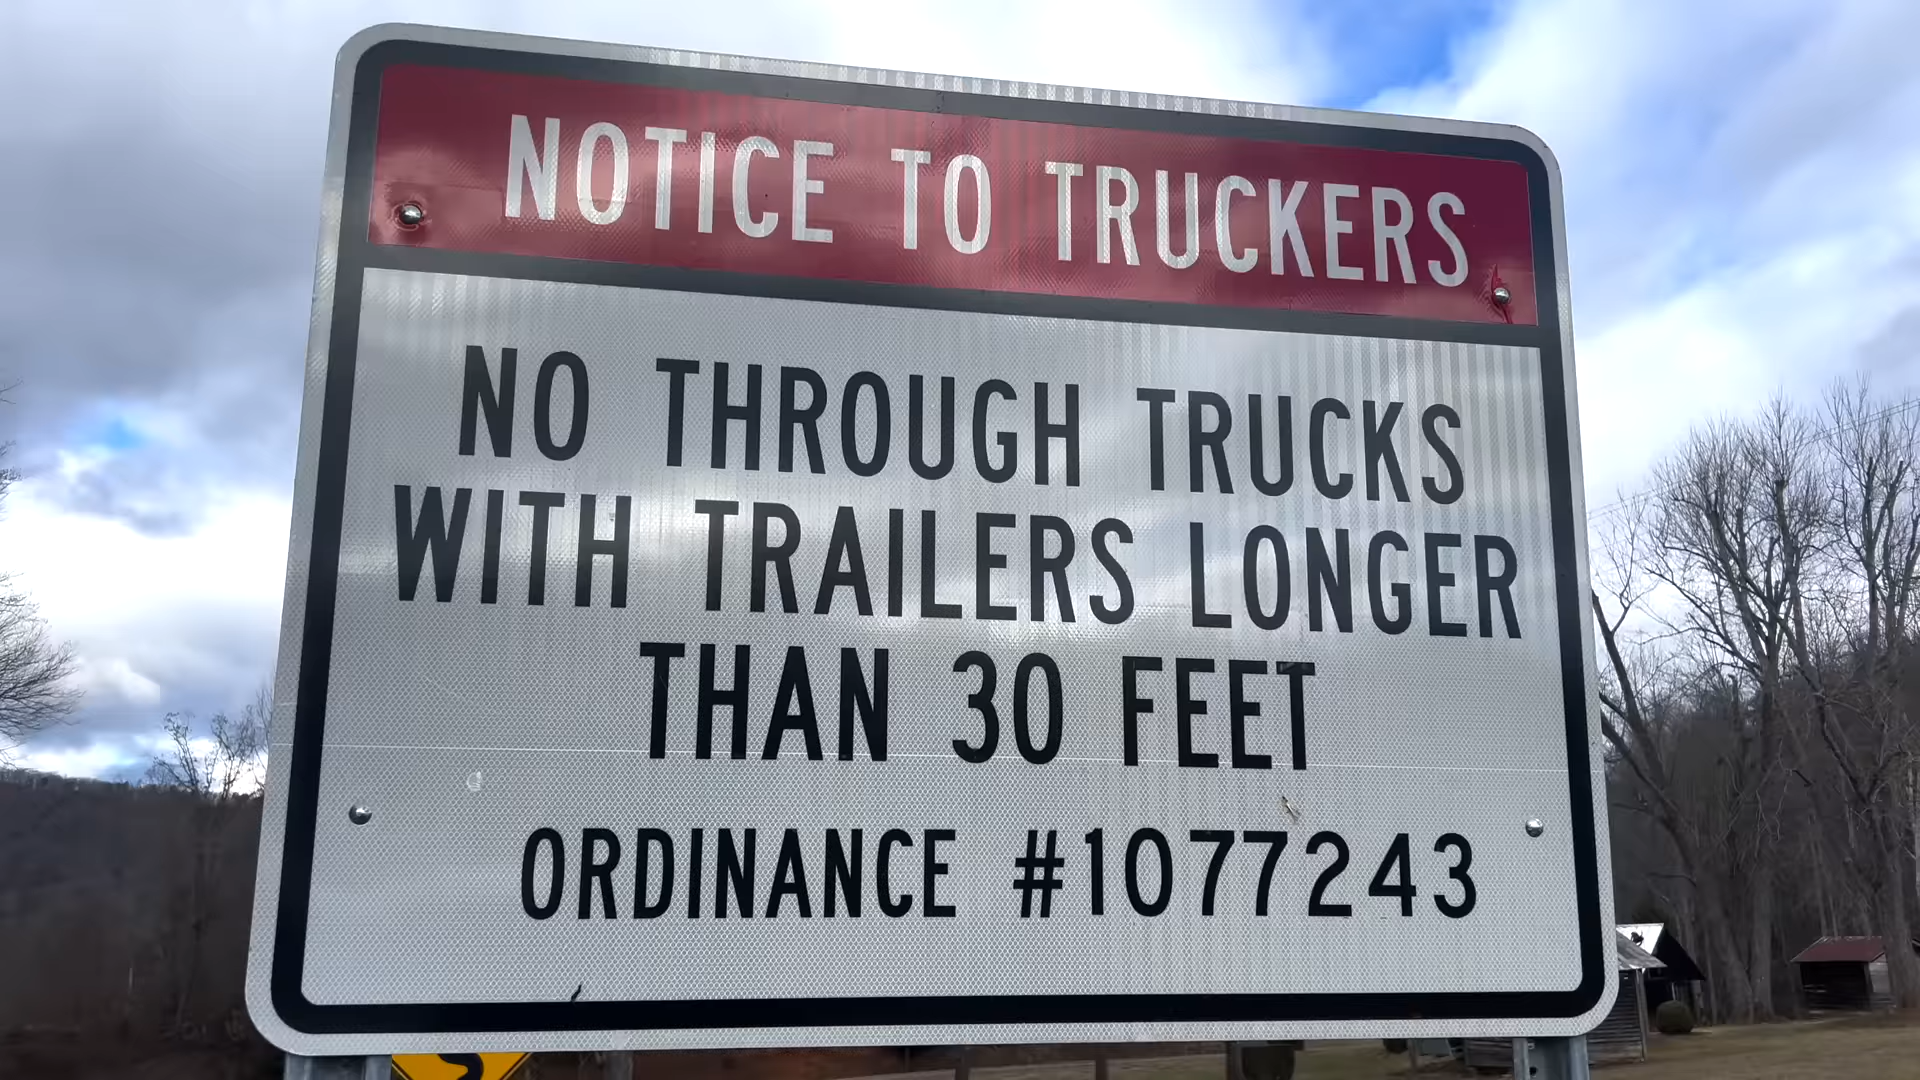 NOTICE TO TRUCKERS
NO THROUGH TRUCKS
WITH TRAILERS LONGER
THAN 30 FEET
ORDINANCE #1077243